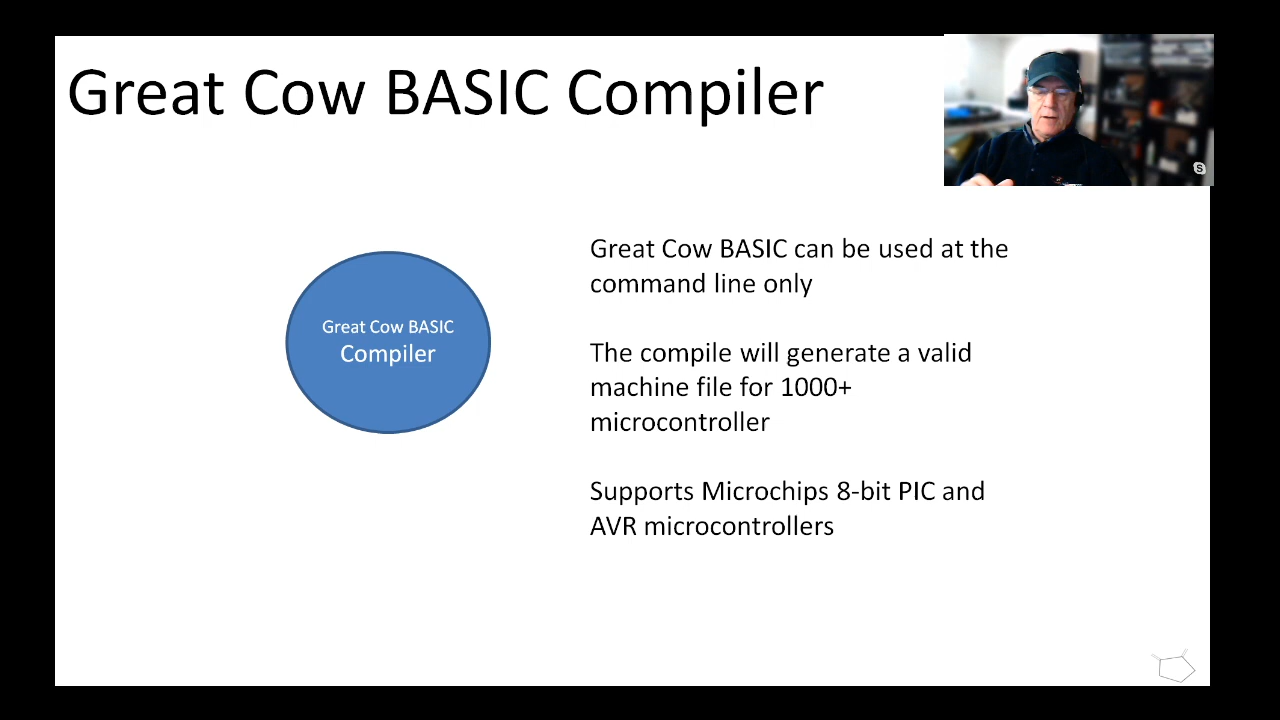 Great Cow BASIC Compiler
Great Cow BASIC
Compiler
Great Cow BASIC can be used at the
command line only
The compile will generate a valid
machine file for 1000+
microcontroller
Supports Microchips 8-bit PIC and
AVR microcontrollers